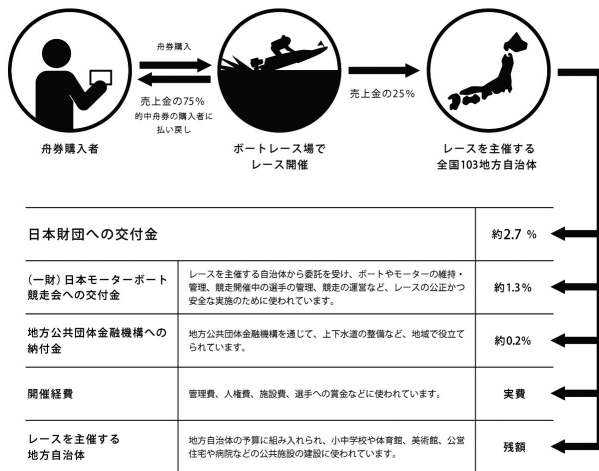 舟券購入
売上金の75%
的中舟券の購入者に
払い戻し
売上金の25%
舟券購入者
ボートレース場で
レース開催
レースを主催する
全国103地方自治体
日本財団への交付金
約2.7 %
(一財)日本モーターボート
競走会への交付金
レースを主催する自治体から委託を受け、ボートやモーターの維持・
管理、競走開催中の選手の管理、競走の運営など、レースの公正かつ
安全な実施のために使われています。
約1.3%
地方公共団体金融機構への
納付金
地方公共団体金融機構を通じて、上下水道の整備など、地域で役立て
られています。
約0.2%
開催経費
管理費、人権費、施設費、選手への賞金などに使われています。
実費
レースを主催する
地方自治体
地方自治体の予算に組み入れられ、小中学校や体育館、美術館、公営
住宅や病院などの公共施設の建設に使われています。
残額